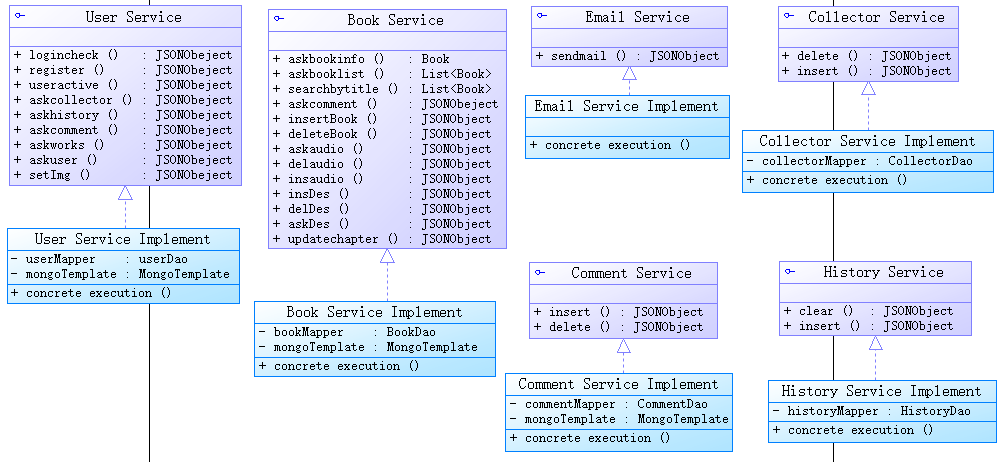 User Service
+ logincheck () : JSONObeject
+ register () : JSONObeject
+ useractive () : JSONObeject
+ askcollector () : JSONObeject
+ askhistory () : JSONObeject
+ askcomment () : JSONObeject
+ askworks () : JSONObeject
+ askuser () : JSONObeject
+ setImg () : JSONObeject
User Service Implement
- userMapper : userDao
- mongoTemplate : MongoTemplate
+ concrete execution ()
Book Service
+ askbookinfo () : Book
+ askbooklist () : List<Book>
+ searchbytitle () : List<Book>
+ askcomment () : JSONObeject
+ insertBook () : JSONObject
+ deleteBook () : JSONObject
+ askaudio () : JSONObject
+ delaudio () : JSONObject
+ insaudio () : JSONObject
+ insDes () : JSONObject
+ delDes () : JSONObject
+ askDes () : JSONObject
+ updatechapter () : JSONObject
Book Service Implement
- bookMapper : BookDao
- mongoTemplate : MongoTemplate
+ concrete execution ()
Email Service
+ sendmail () : JSONObject
Email Service Implement
+ concrete execution ()
Collector Service
+ delete () : JSONObject
+ insert () : JSONObject
Collector Service Implement
- collectorMapper : CollectorDao
+ concrete execution ()
Comment Service
+ insert () : JSONObject
+ delete () : JSONObject
Comment Service Implement
- commentMapper : CommentDao
- mongoTemplate : MongoTemplate
+ concrete execution ()
History Service
+ clear () : JSONObject
+ insert () : JSONObject
History Service Implement
- historyMapper : HistoryDao
+ concrete execution ()